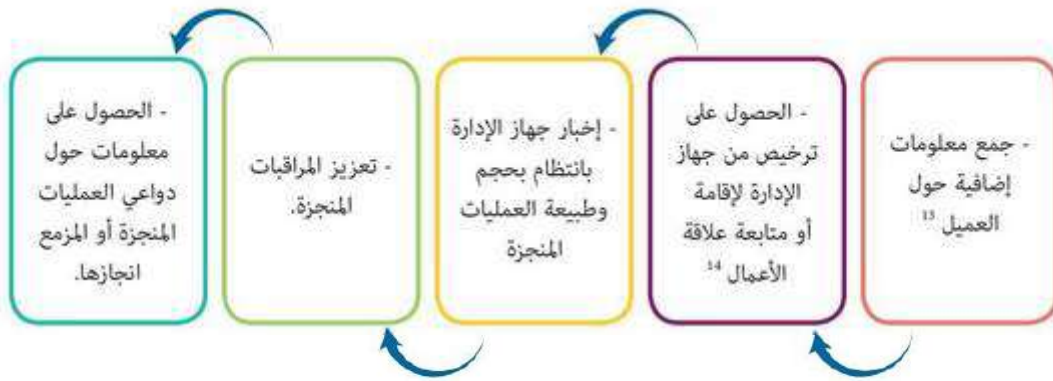 - جمع معلومات
إضافية حول
العميل 13
- الحصول على
ترخيص من جهاز
الإدارة لإقامة
أو متابعة علاقة
الأعمال 14
- إخبار جهاز الإدارة
بانتظام بحجم
وطبيعة العمليات
المنجزة
- تعزيز المراقبات
المنجزة.
- الحصول على
معلومات حول
دواعي العمليات
المنجزة أو المزمع
انجازها.